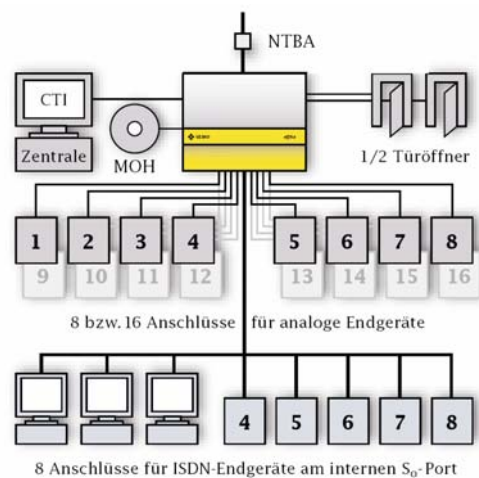 NTBA
CTI
Zentrale
MOH
1/2 Türöffner
1 2 3 4 5 6 7 8
9 10 11 12 13 14 15 16
8 bzw. 16 Anschlüsse für analoge Endgeräte
4 5 6 7 8
8 Anschlüsse für ISDN-Endgeräte am internen S₀-Port